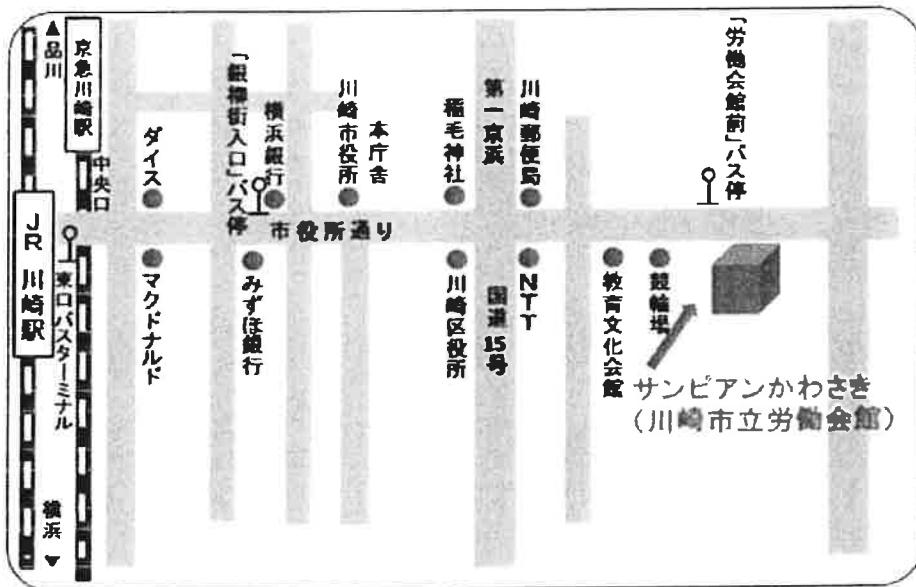 ▲品川
京急川崎駅
中央口
JR 川崎駅
東口バスターミナル
横浜▼
ダイス
マクドナルド
「銀柳街入口」バス停
横浜銀行
みずほ銀行
川崎市役所
本庁舎
市役所通り
稲毛神社
川崎区役所
第一京浜
国道15号
川崎郵便局
NTT
教育文化会館
競輪場
「労働会館前」バス停
サンピアンかわさき
(川崎市立労働会館)